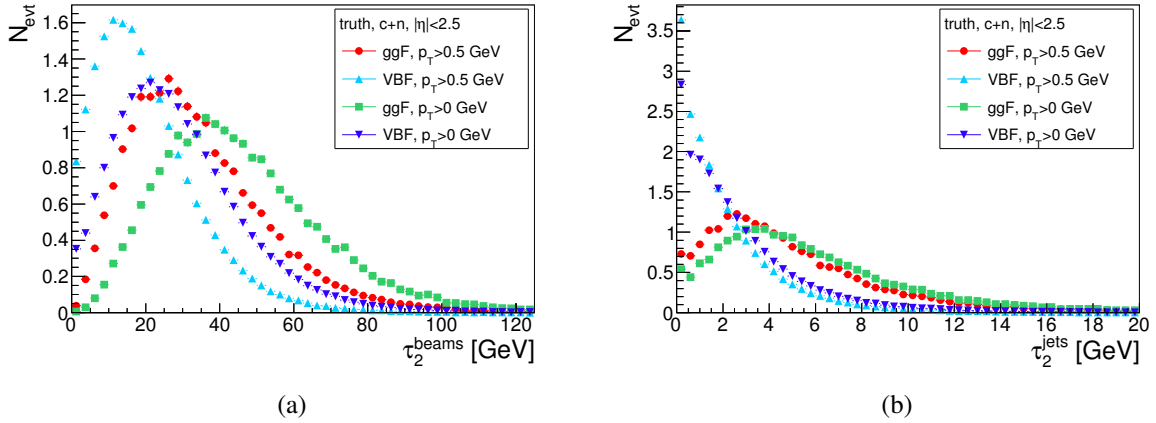 N_evt
truth, c+n, |η|<2.5
ggF, p_T>0.5 GeV
VBF, p_T>0.5 GeV
ggF, p_T>0 GeV
VBF, p_T>0 GeV
1.6
1.4
1.2
1
0.8
0.6
0.4
0.2
0
0 20 40 60 80 100 120
τ_2^beams [GeV]
(a)
N_evt
truth, c+n, |η|<2.5
ggF, p_T>0.5 GeV
VBF, p_T>0.5 GeV
ggF, p_T>0 GeV
VBF, p_T>0 GeV
3.5
3
2.5
2
1.5
1
0.5
0
0 2 4 6 8 10 12 14 16 18 20
τ_2^jets [GeV]
(b)